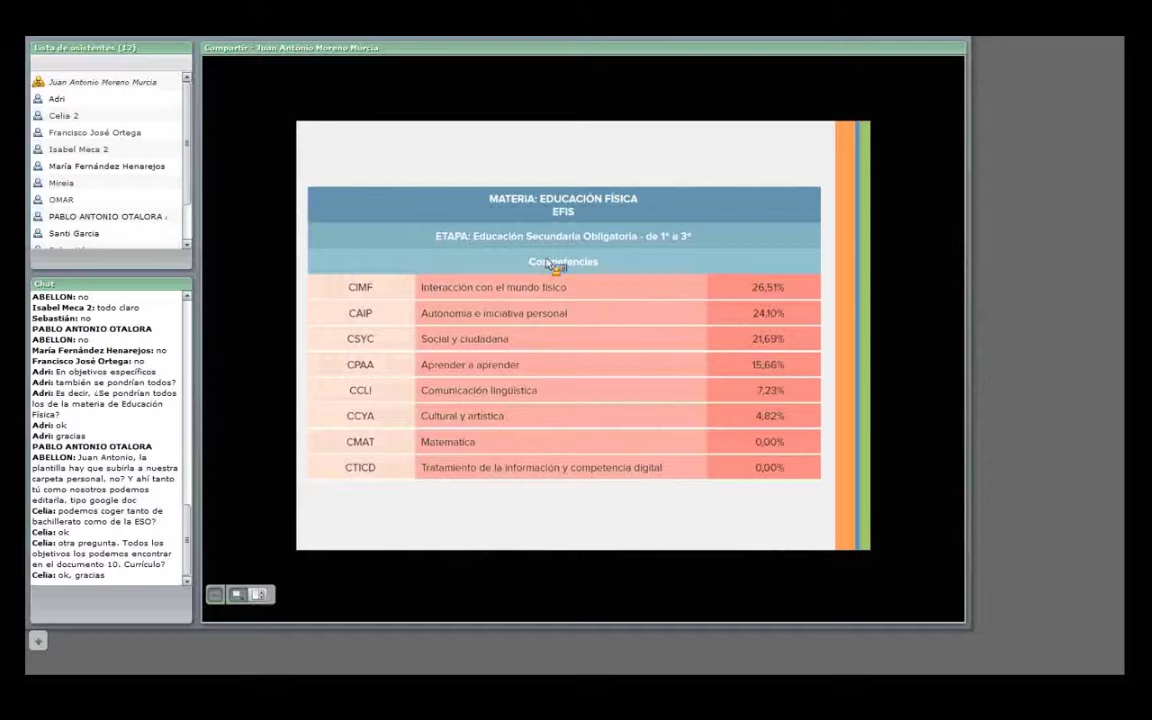 Lista de asistentes (12)
Juan Antonio Moreno Murcia
Adri
Celia 2
Francisco José Ortega
Isabel Meca 2
María Fernández Henarejos
Mireia
OMAR
PABLO ANTONIO OTALORA
Santi Garcia
Chat
ABELLON: no
Isabel Meca 2: todo claro
Sebastián: no
PABLO ANTONIO OTALORA
ABELLON: no
María Fernández Henarejos: no
Francisco José Ortega: no
Adri: En objetivos específicos
Adri: también se pondrían todos?
Adri: Es decir, ¿Se pondrían todos
los de la materia de Educación
Física?
Adri: ok
Adri: gracias
PABLO ANTONIO OTALORA
ABELLON: Juan Antonio, la
plantilla hay que subirla a nuestra
carpeta personal, no? Y ahí tanto
tú como nosotros podemos
editarla, tipo google doc
Celia: podemos coger tanto de
bachillerato como de la ESO?
Celia: ok
Celia: otra pregunta. Todos los
objetivos los podemos encontrar
en el documento 10. Currículo?
Celia: ok, gracias
Compartir - Juan Antonio Moreno Murcia
MATERIA: EDUCACIÓN FÍSICA
EFIS
ETAPA: Educación Secundaria Obligatoria - de 1º a 3º
Competencias
CIMF Interacción con el mundo físico 26,51%
CAIP Autonomía e iniciativa personal 24,10%
CSYC Social y ciudadana 21,69%
CPAA Aprender a aprender 15,66%
CCLI Comunicación lingüística 7,23%
CCYA Cultural y artística 4,82%
CMAT Matematica 0,00%
CTICD Tratamiento de la información y competencia digital 0,00%